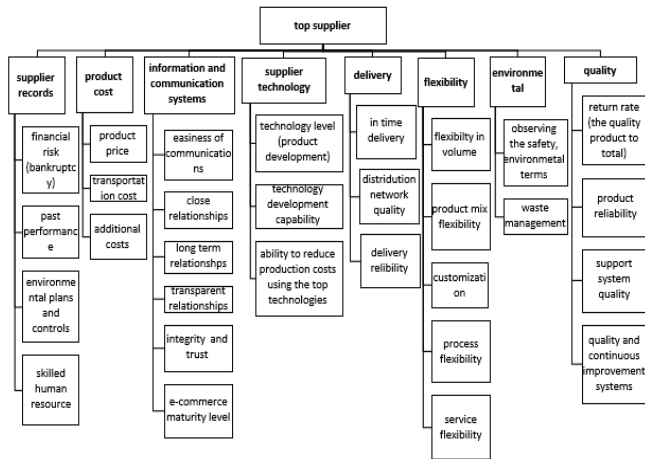 top supplier
supplier
records
financial
risk
(bankruptc
y)
past
performanc
e
environme
ntal plans
and
controls
skilled
human
resource
product
cost
product
price
transportat
ion cost
additional
costs
information and
communication
systems
easiness of
communicatio
ns
close
relationships
long term
relationshps
transparent
relationships
integrity and
trust
e-commerce
maturity level
supplier
technology
technology level
(product
development)
technology
development
capability
ability to reduce
production costs
using the top
technologies
delivery
in time
delivery
distridution
network
quality
delivery
relibility
flexibility
flexibilty in
volume
product mix
flexibility
customizati
on
process
flexibility
service
flexibility
environme
tal
observing
the safety,
environmetal
terms
waste
management
quality
return rate
(the quality
product to
total)
product
reliability
support
system
quality
quality and
continuous
improvement
systems